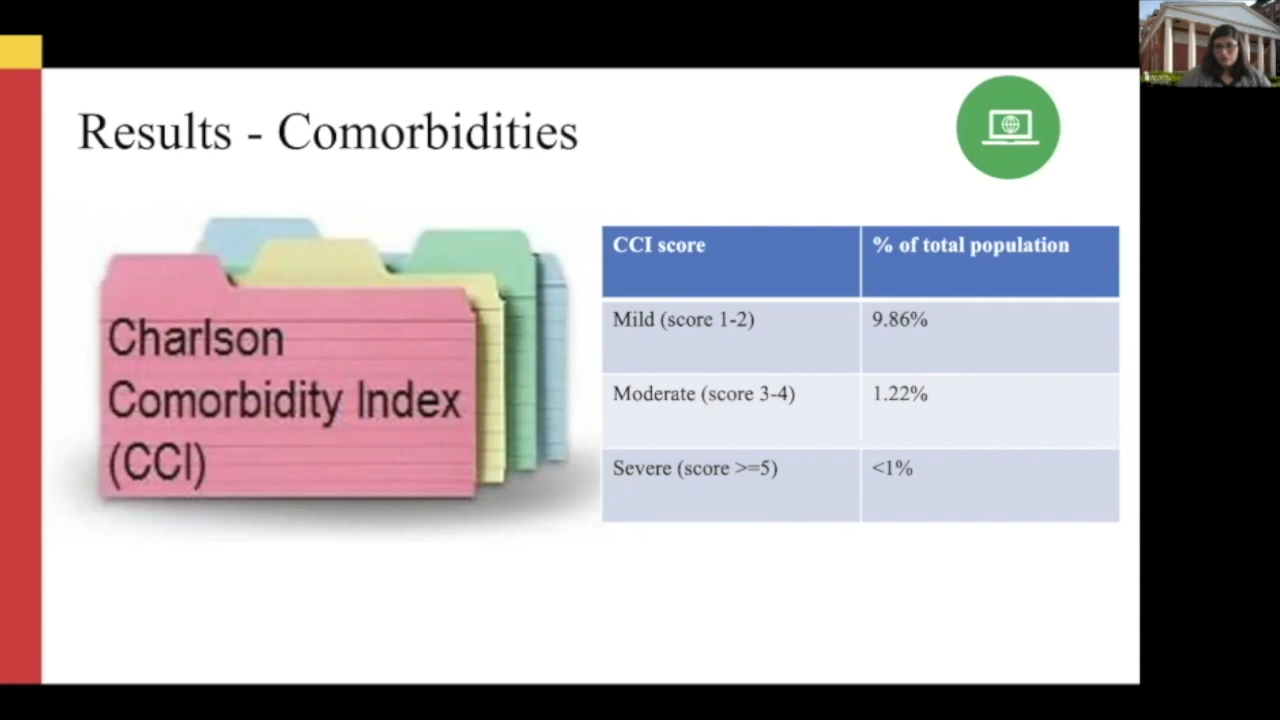 Results - Comorbidities
Charlson
Comorbidity Index
(CCI)
CCI score % of total population
Mild (score 1-2) 9.86%
Moderate (score 3-4) 1.22%
Severe (score >=5) <1%